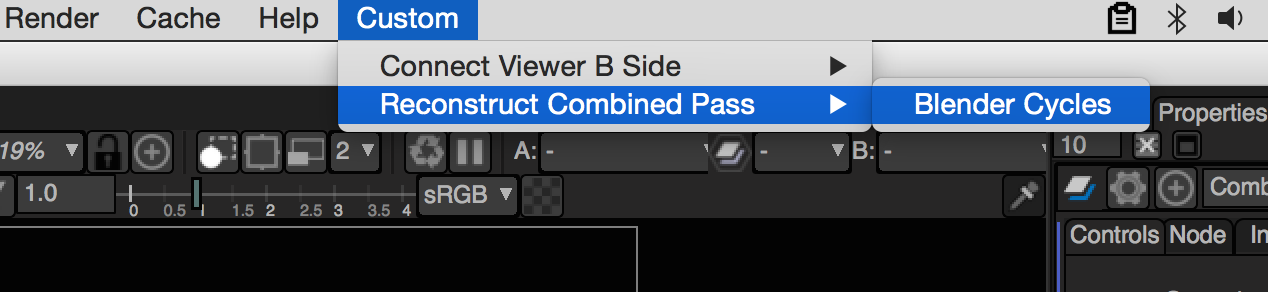 Render Cache Help Custom
Connect Viewer B Side
Reconstruct Combined Pass Blender Cycles
Properties
19% 2 A: - - B: - 10
1.0 0 0.5 1 1.5 2 2.5 3 3.5 4 sRGB Comb
Controls Node In